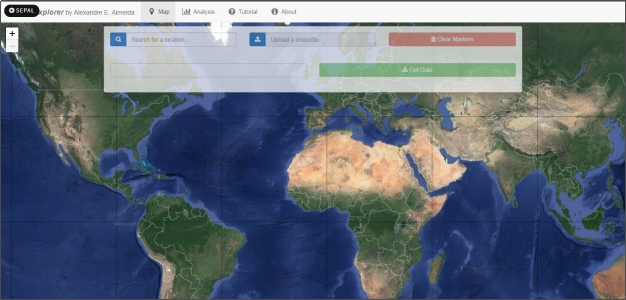 SEPAL xplorer by Alexandre E. Almeida Map Analysis Tutorial About
+
−
Search for a location... Upload a shapefile Clear Markers
Get Data